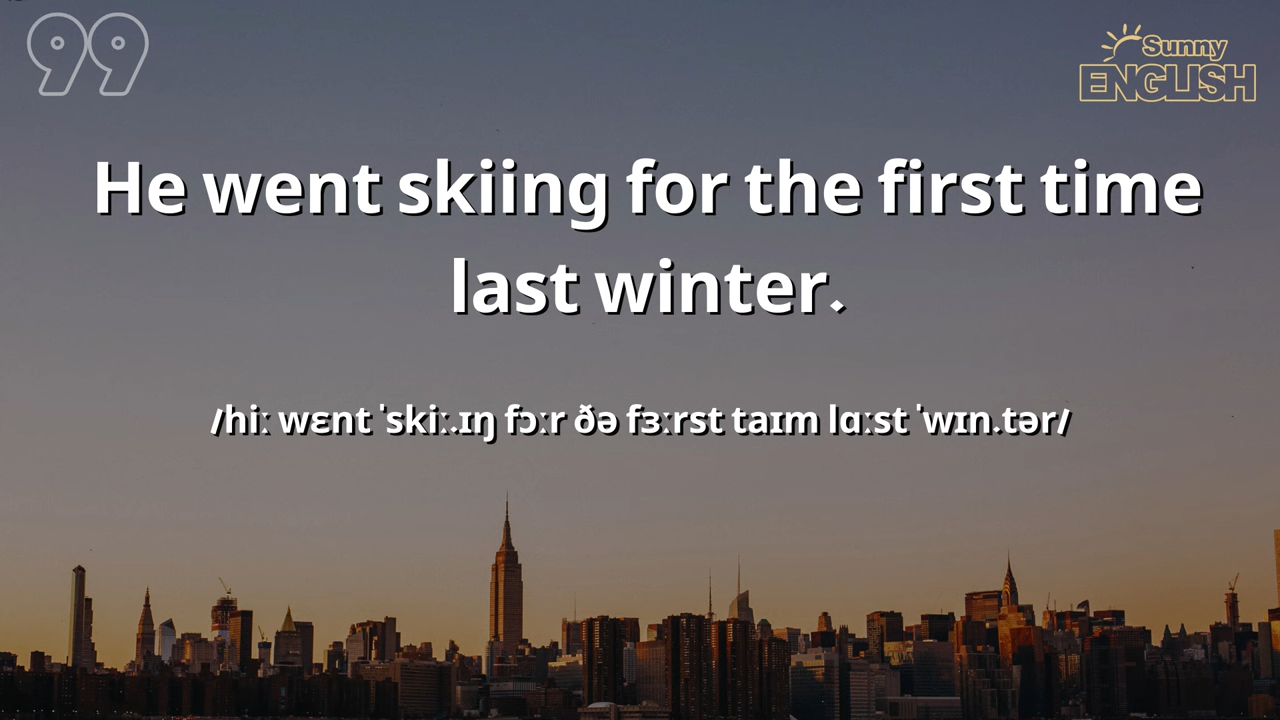 99
Sunny
ENGLISH
He went skiing for the first time
last winter.
/hiː wɛnt ˈskiː.ɪŋ fɔːr ðə fɜːrst taɪm lɑːst ˈwɪn.tər/